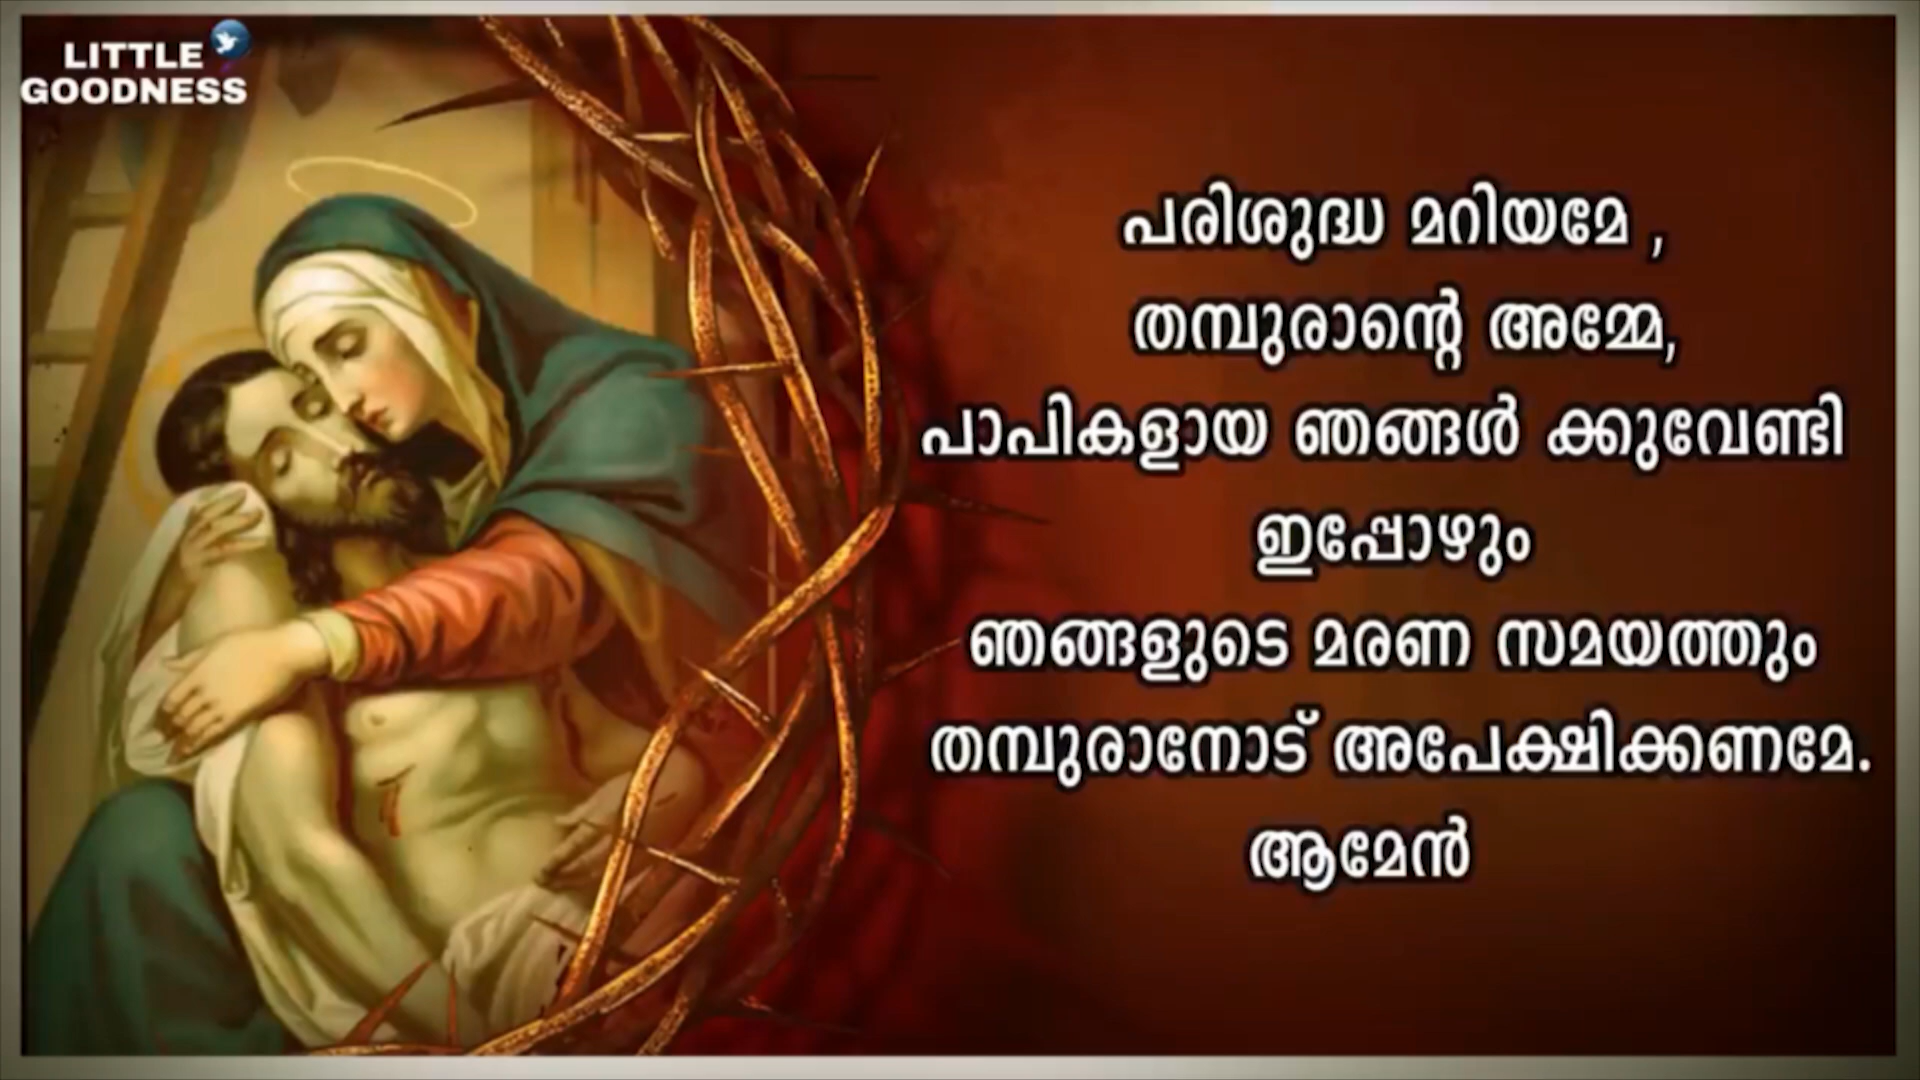 LITTLE
GOODNESS
പരിശുദ്ധ മറിയമേ ,
തമ്പുരാന്റെ അമ്മേ,
പാപികളായ ഞങ്ങൾ ക്കുവേണ്ടി
ഇപ്പോഴും
ഞങ്ങളുടെ മരണ സമയത്തും
തമ്പുരാനോട് അപേക്ഷിക്കണമേ.
ആമേൻ